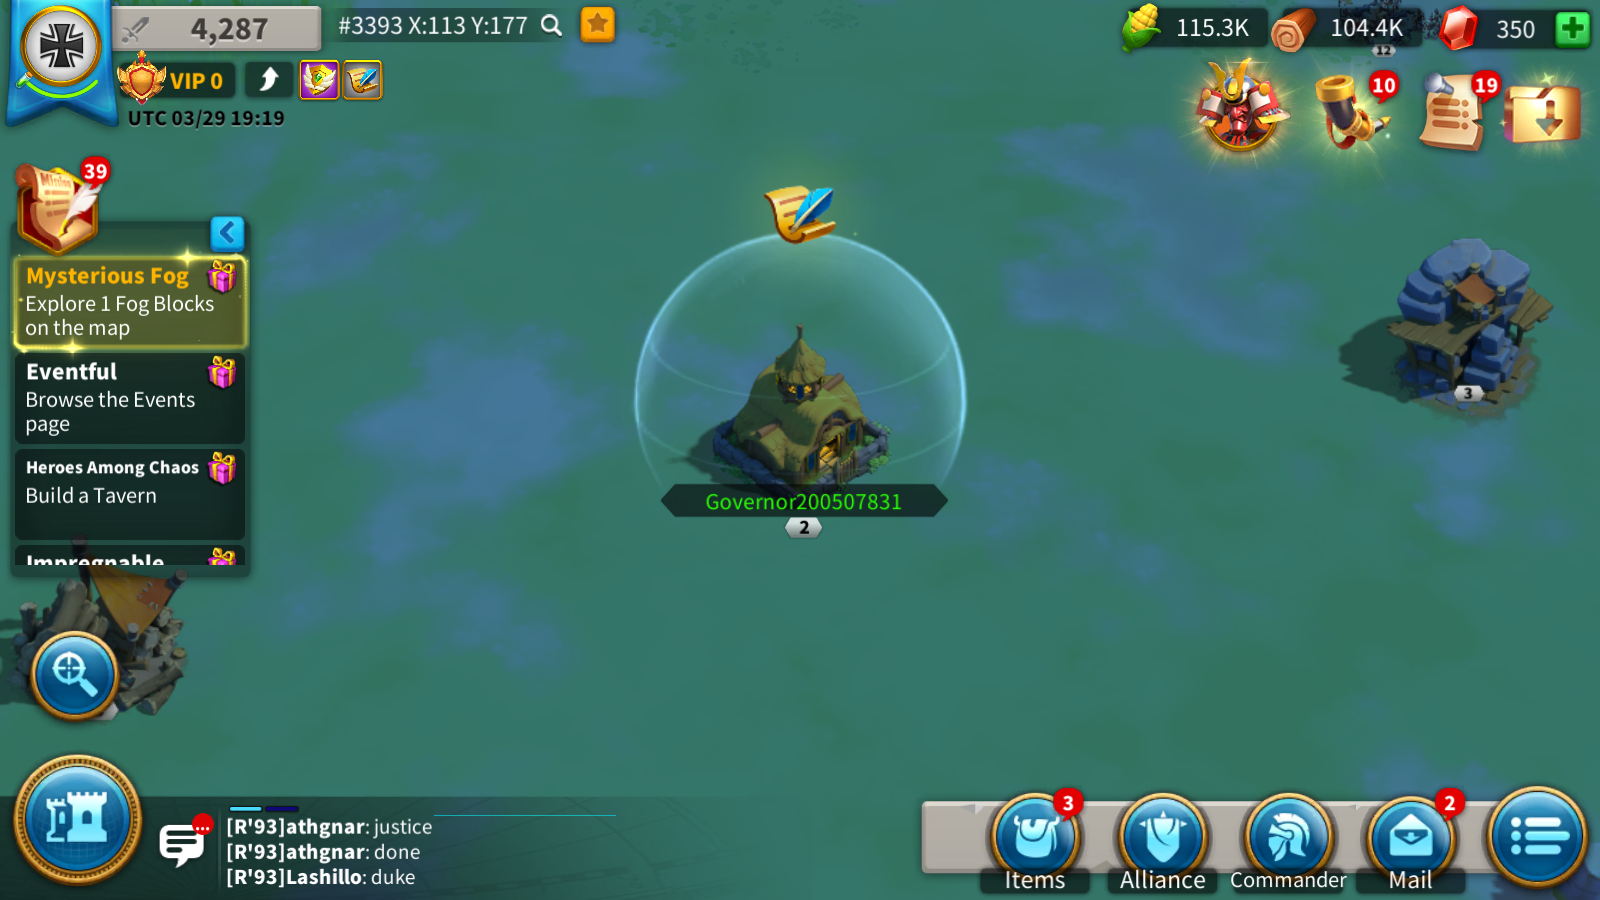 4,287
#3393 X:113 Y:177
115.3K
104.4K
350
12
VIP 0
10
19
UTC 03/29 19:19
39
Mission
Mysterious Fog
Explore 1 Fog Blocks
on the map
Eventful
Browse the Events
page
Heroes Among Chaos
Build a Tavern
Impregnable
3
Governor200507831
2
[R'93]athgnar: justice
[R'93]athgnar: done
[R'93]Lashillo: duke
3
2
Items
Alliance
Commander
Mail